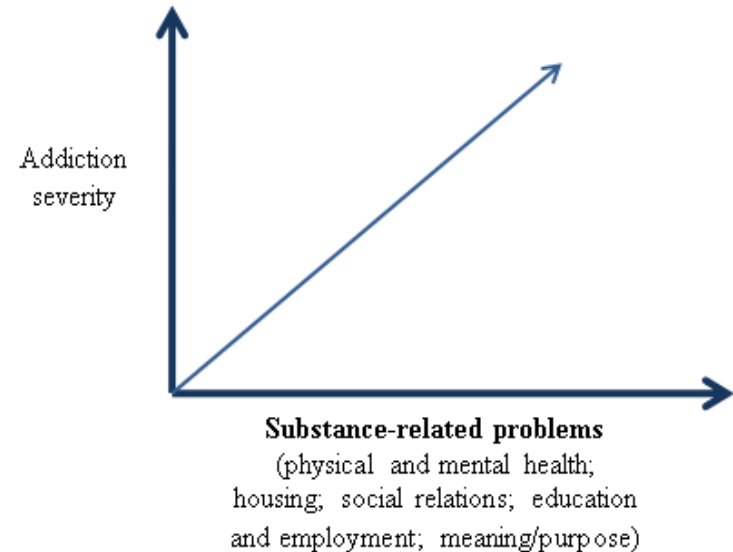 Addiction
severity
Substance-related problems
(physical and mental health;
housing; social relations; education
and employment; meaning/purpose)